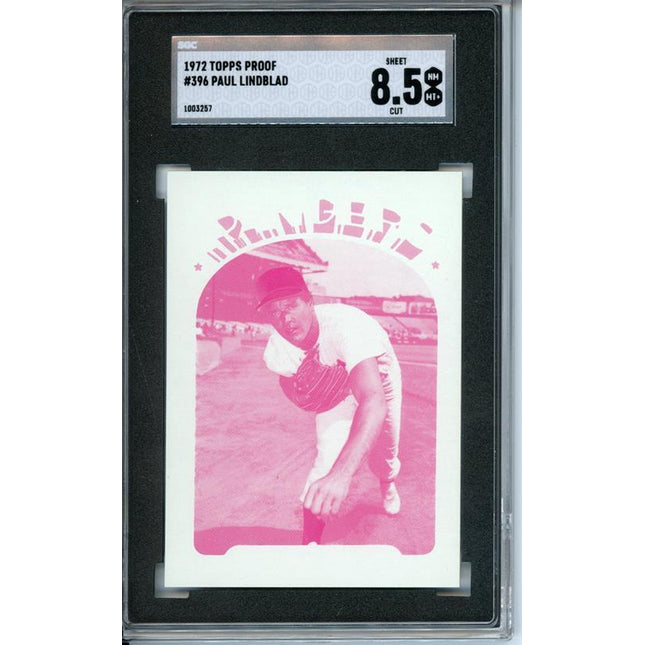 SGC
1972 TOPPS PROOF
#396 PAUL LINDBLAD
1003257
SHEET
8.5
CUT
NM
MT+
RANGERS